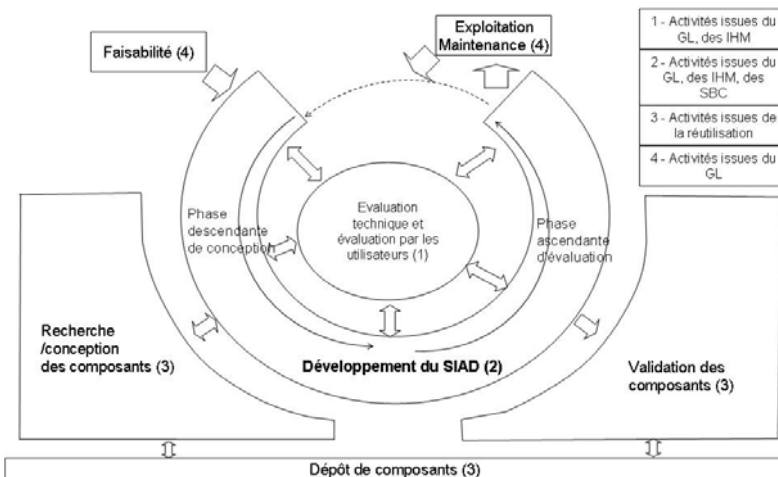 Faisabilité (4)
Exploitation
Maintenance (4)
1 - Activités issues du
GL, des IHM
2 - Activités issues du
GL, des IHM, des
SBC
3 - Activités issues de
la réutilisation
4 - Activités issues du
GL
Phase
descendante
de conception
Evaluation
technique et
évaluation par les
utilisateurs (1)
Phase
ascendante
d'évaluation
Recherche
/conception
des composants (3)
Développement du SIAD (2)
Validation des
composants (3)
Dépôt de composants (3)